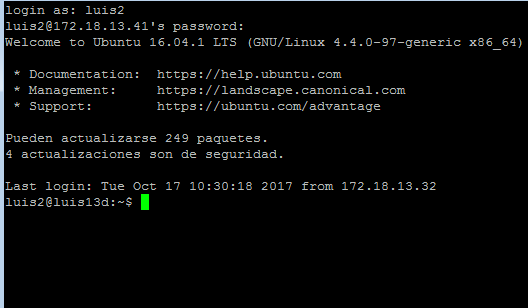 login as: luis2
luis2@172.18.13.41's password:
Welcome to Ubuntu 16.04.1 LTS (GNU/Linux 4.4.0-97-generic x86_64)
* Documentation: https://help.ubuntu.com
* Management: https://landscape.canonical.com
* Support: https://ubuntu.com/advantage
Pueden actualizarse 249 paquetes.
4 actualizaciones son de seguridad.
Last login: Tue Oct 17 10:30:18 2017 from 172.18.13.32
luis2@luis13d:~$